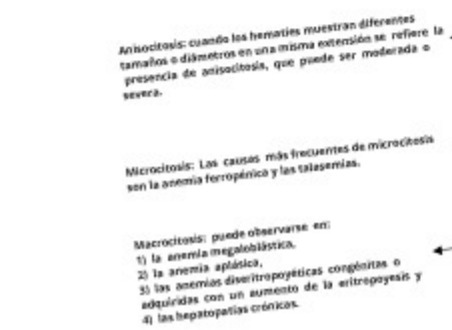 Anisocitosis: cuando los hematíes muestran diferentes
tamaños o diámetros en una misma extensión se refiere la
presencia de anisocitosis, que puede ser moderada o
severa.
Microcitosis: Las causas más frecuentes de microcitosis
son la anemia ferropénica y las talasemias.
Macrocitosis: puede observarse en:
1) la anemia megaloblástica,
2) la anemia aplásica,
3) las anemias diseritropoyéticas congénitas o
adquiridas con un aumento de la eritropoyesis y
4) las hepatopatías crónicas.